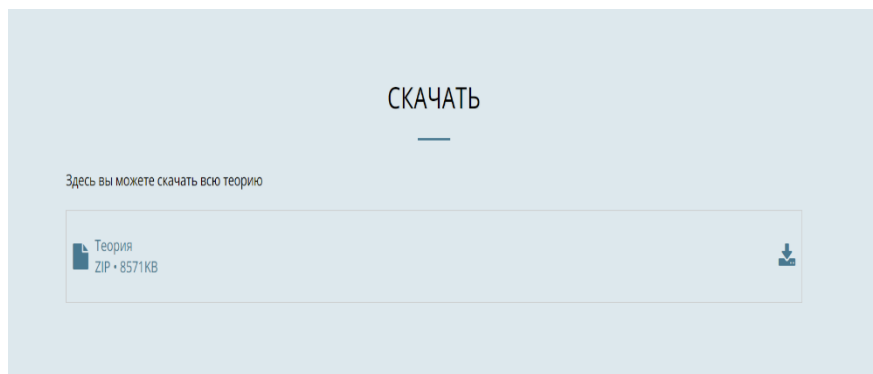 СКАЧАТЬ
Здесь вы можете скачать всю теорию
Теория
ZIP • 8571KB